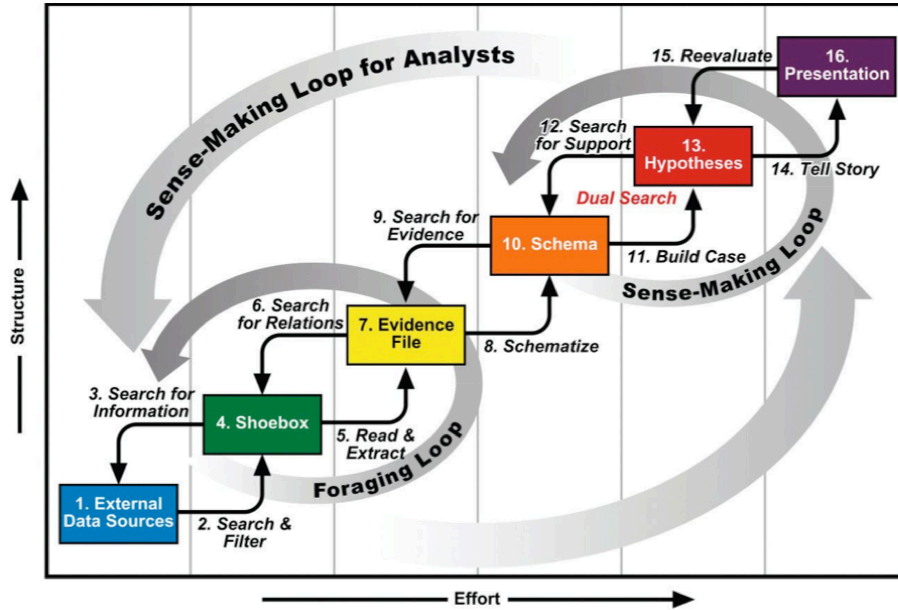 Sense-Making Loop for Analysts
15. Reevaluate
16.
Presentation
12. Search
for Support
13.
Hypotheses
14. Tell Story
Dual Search
9. Search for
Evidence
10. Schema
11. Build Case
Sense-Making Loop
6. Search
for Relations
7. Evidence
File
8. Schematize
3. Search for
Information
4. Shoebox
5. Read &
Extract
Foraging Loop
1. External
Data Sources
2. Search &
Filter
Structure
Effort